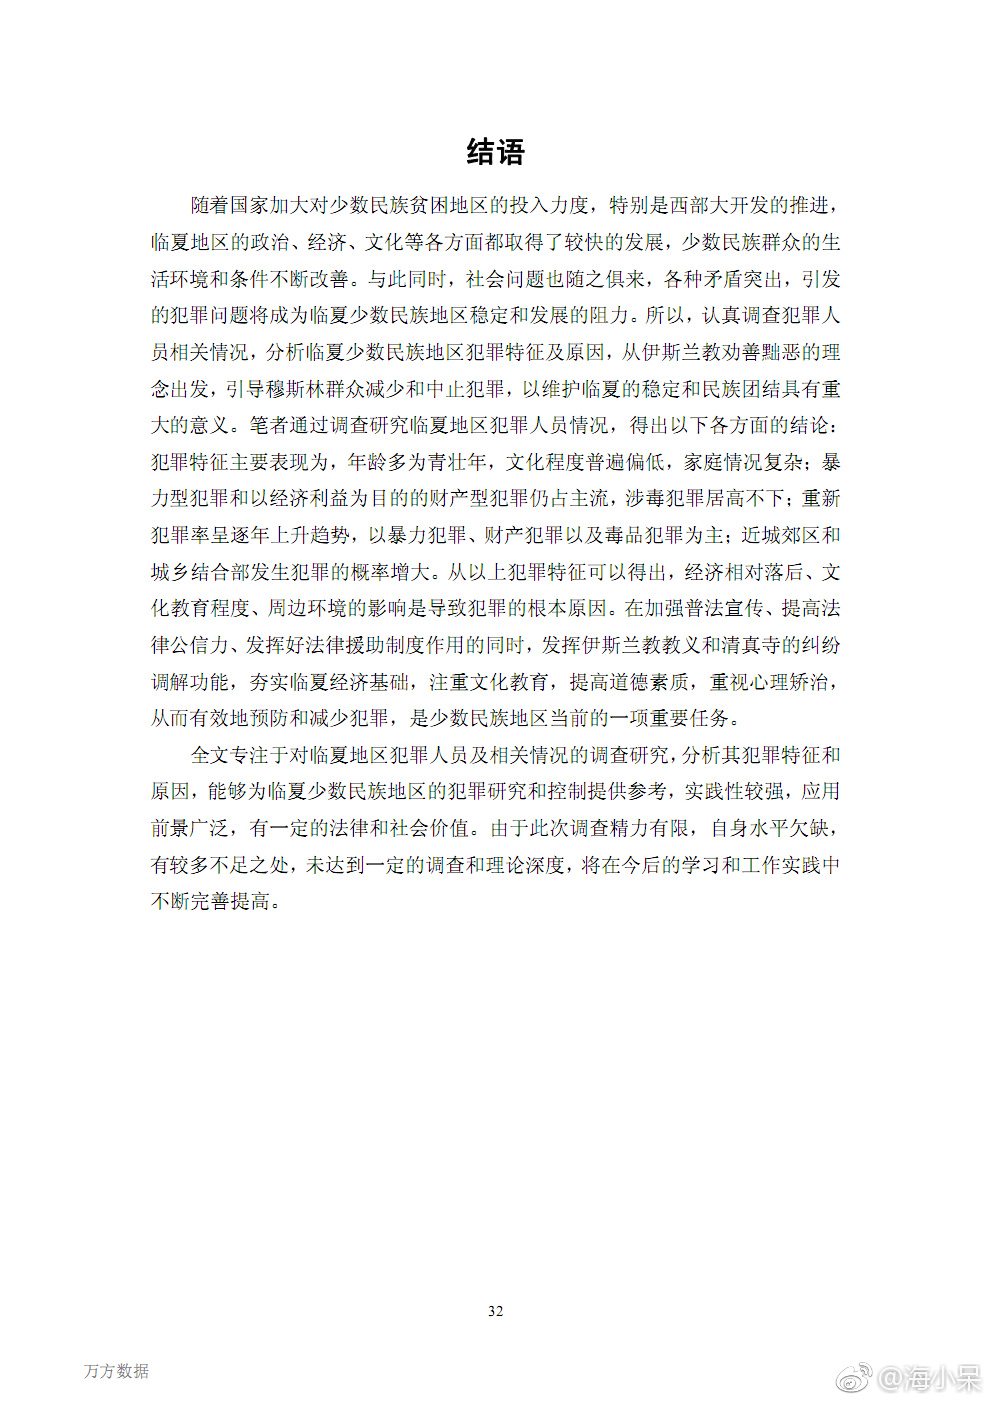 结语
随着国家加大对少数民族贫困地区的投入力度，特别是西部大开发的推进，
临夏地区的政治、经济、文化等各方面都取得了较快的发展，少数民族群众的生
活环境和条件不断改善。与此同时，社会问题也随之俱来，各种矛盾突出，引发
的犯罪问题将成为临夏少数民族地区稳定和发展的阻力。所以，认真调查犯罪人
员相关情况，分析临夏少数民族地区犯罪特征及原因，从伊斯兰教劝善黜恶的理
念出发，引导穆斯林群众减少和中止犯罪，以维护临夏的稳定和民族团结具有重
大的意义。笔者通过调查研究临夏地区犯罪人员情况，得出以下各方面的结论：
犯罪特征主要表现为，年龄多为青壮年，文化程度普遍偏低，家庭情况复杂；暴
力型犯罪和以经济利益为目的的财产型犯罪仍占主流，涉毒犯罪居高不下；重新
犯罪率呈逐年上升趋势，以暴力犯罪、财产犯罪以及毒品犯罪为主；近城郊区和
城乡结合部发生犯罪的概率增大。从以上犯罪特征可以得出，经济相对落后、文
化教育程度、周边环境的影响是导致犯罪的根本原因。在加强普法宣传、提高法
律公信力、发挥好法律援助制度作用的同时，发挥伊斯兰教教义和清真寺的纠纷
调解功能，夯实临夏经济基础，注重文化教育，提高道德素质，重视心理矫治，
从而有效地预防和减少犯罪，是少数民族地区当前的一项重要任务。
全文专注于对临夏地区犯罪人员及相关情况的调查研究，分析其犯罪特征和
原因，能够为临夏少数民族地区的犯罪研究和控制提供参考，实践性较强，应用
前景广泛，有一定的法律和社会价值。由于此次调查精力有限，自身水平欠缺，
有较多不足之处，未达到一定的调查和理论深度，将在今后的学习和工作实践中
不断完善提高。
32
万方数据
@海小呆